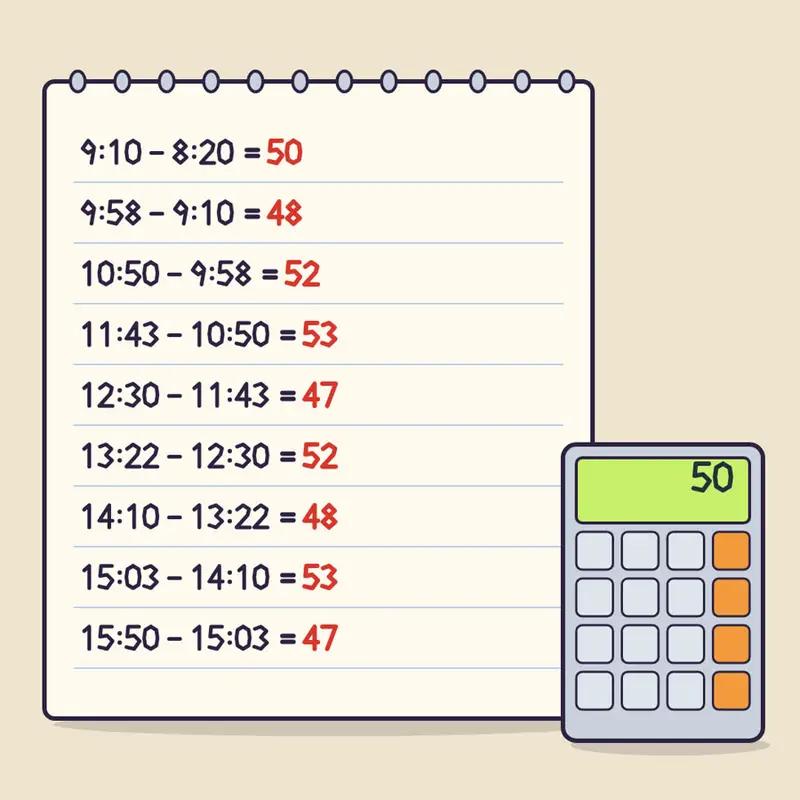 9:10 – 8:20 = 50
9:58 – 9:10 = 48
10:50 – 9:58 = 52
11:43 – 10:50 = 53
12:30 – 11:43 = 47
13:22 – 12:30 = 52
14:10 – 13:22 = 48
15:03 – 14:10 = 53
15:50 – 15:03 = 47
50